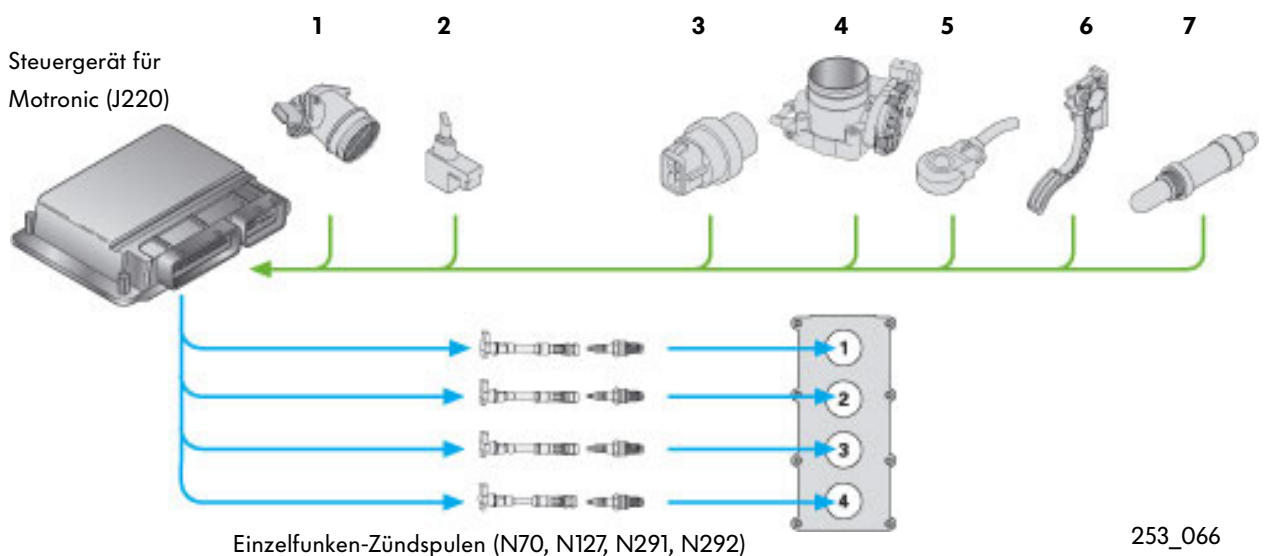 1 2 3 4 5 6 7
Steuergerät für
Motronic (J220)
1
2
3
4
Einzelfunken-Zündspulen (N70, N127, N291, N292)
253_066